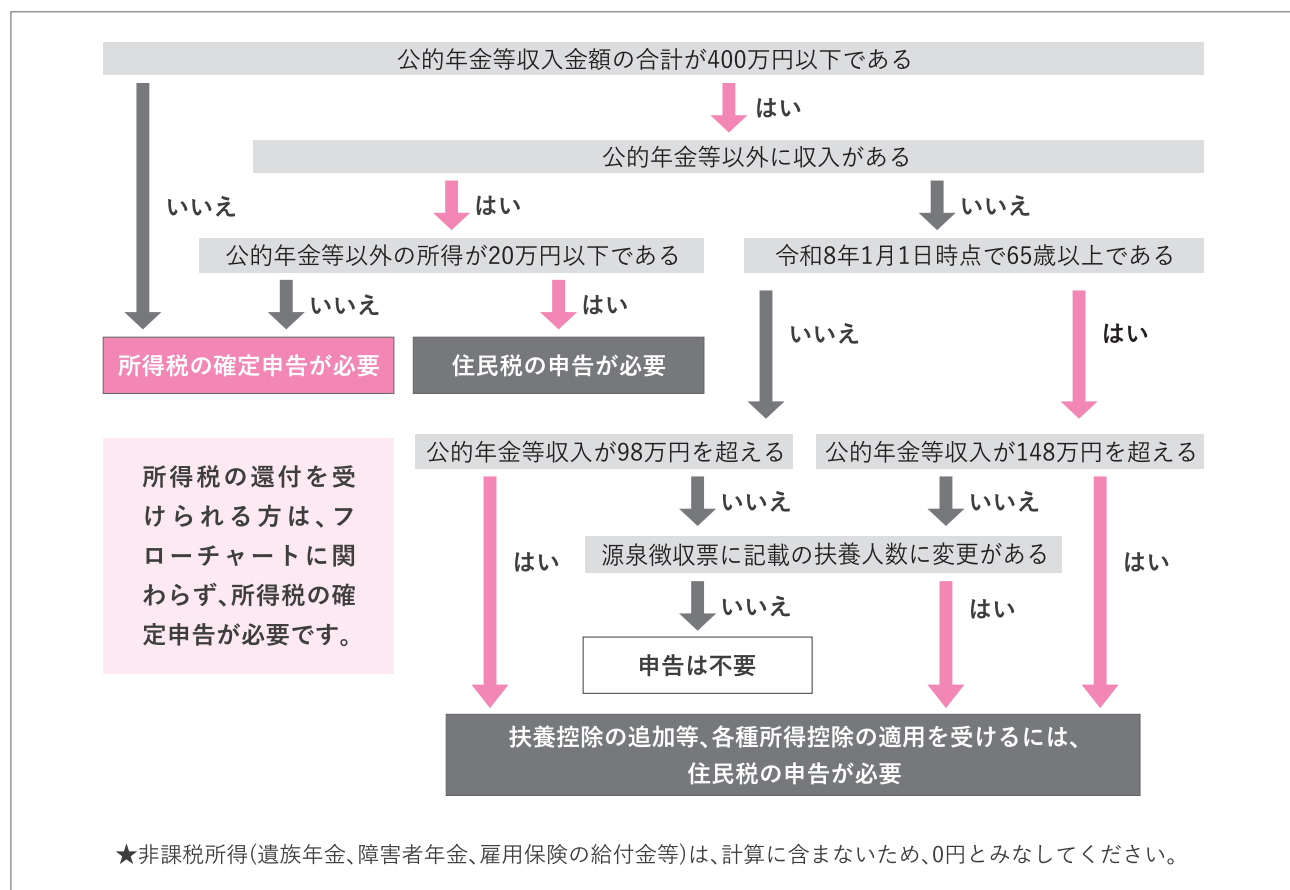 公的年金等収入金額の合計が400万円以下である
はい
公的年金等以外に収入がある
いいえ
はい
いいえ
公的年金等以外の所得が20万円以下である
令和8年1月1日時点で65歳以上である
いいえ
はい
いいえ
はい
所得税の確定申告が必要
住民税の申告が必要
公的年金等収入が98万円を超える
公的年金等収入が148万円を超える
所得税の還付を受
けられる方は、フ
ローチャートに関
わらず、所得税の確
定申告が必要です。
いいえ
いいえ
はい
源泉徴収票に記載の扶養人数に変更がある
はい
いいえ
はい
申告は不要
扶養控除の追加等、各種所得控除の適用を受けるには、
住民税の申告が必要
★非課税所得(遺族年金、障害者年金、雇用保険の給付金等)は、計算に含まないため、0円とみなしてください。